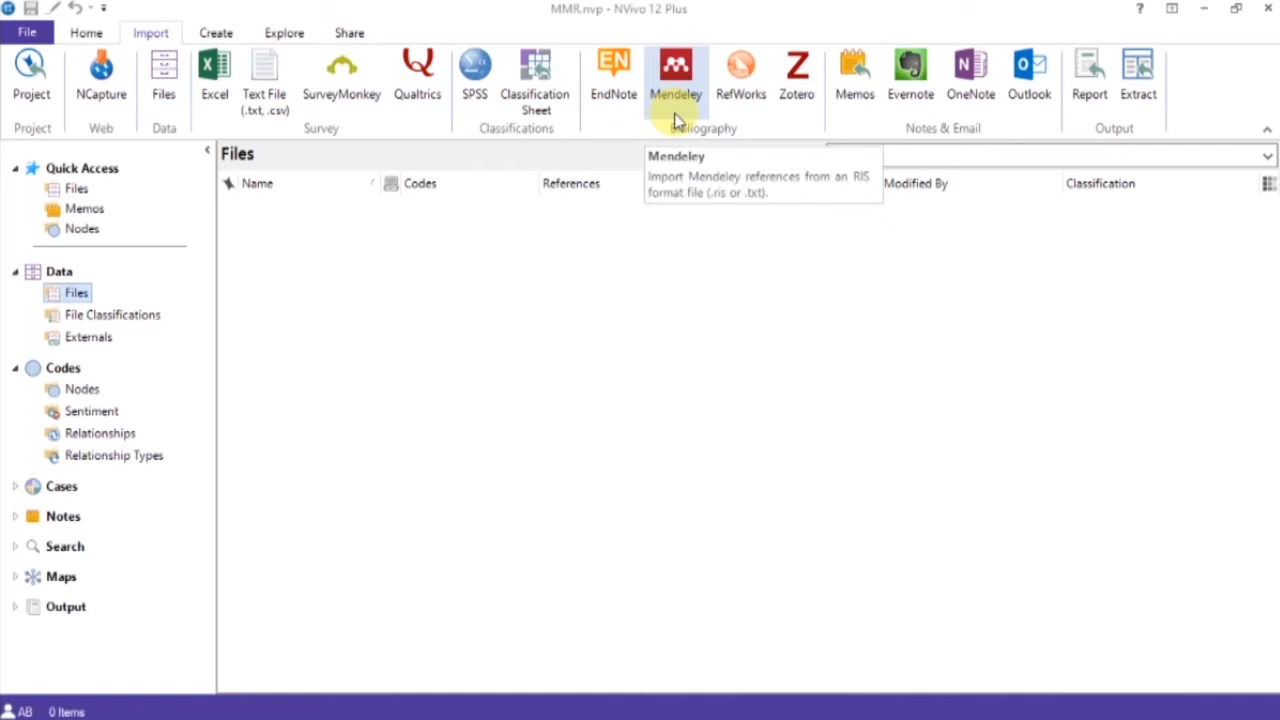 MMR.nvp - NVivo 12 Plus
File Home Import Create Explore Share
Project NCapture Files Excel Text File (.txt, .csv) SurveyMonkey Qualtrics SPSS Classification Sheet EndNote Mendeley RefWorks Zotero Memos Evernote OneNote Outlook Report Extract
Project Web Data Survey Classifications Bibliography Notes & Email Output
Quick Access
Files
Memos
Nodes
Data
Files
File Classifications
Externals
Codes
Nodes
Sentiment
Relationships
Relationship Types
Cases
Notes
Search
Maps
Output
Files
Name Codes References Modified By Classification
Mendeley
Import Mendeley references from an RIS
format file (.ris or .txt).
AB 0 Items